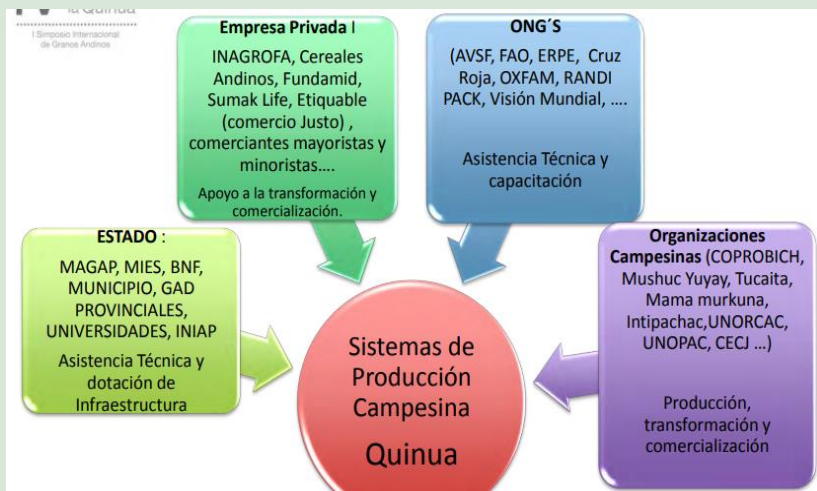 la Quinua
I Simposio Internacional
de Granos Andinos
Empresa Privada I
INAGROFA, Cereales
Andinos, Fundamid,
Sumak Life, Etiquable
(comercio Justo) ,
comerciantes mayoristas y
minoristas....
Apoyo a la transformación y
comercialización.
ONG´S
(AVSF, FAO, ERPE, Cruz
Roja, OXFAM, RANDI
PACK, Visión Mundial, ....
Asistencia Técnica y
capacitación
ESTADO :
MAGAP, MIES, BNF,
MUNICIPIO, GAD
PROVINCIALES,
UNIVERSIDADES, INIAP
Asistencia Técnica y
dotación de
Infraestructura
Organizaciones
Campesinas (COPROBICH,
Mushuc Yuyay, Tucaita,
Mama murkuna,
Intipachac,UNORCAC,
UNOPAC, CECJ ...)
Producción,
transformación y
comercialización
Sistemas de
Producción
Campesina
Quinua